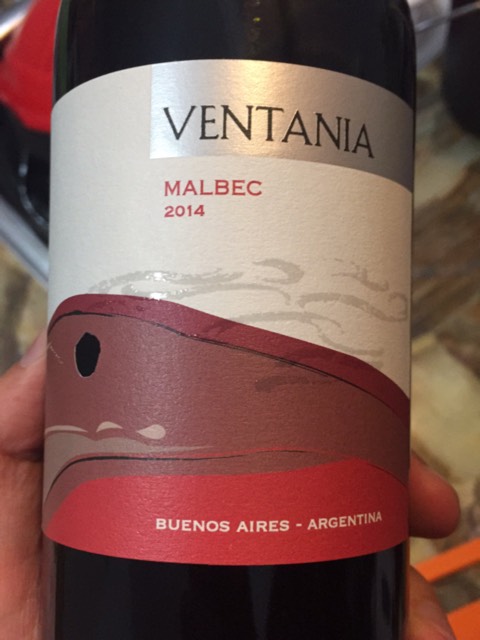 VENTANIA
MALBEC
2014
BUENOS AIRES - ARGENTINA